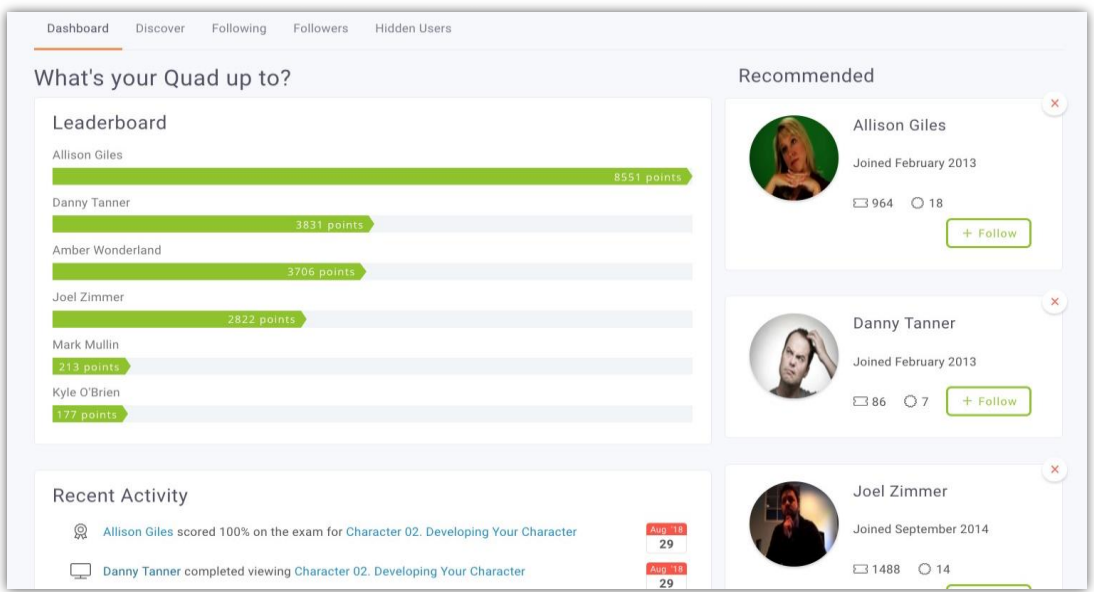 Dashboard Discover Following Followers Hidden Users
What's your Quad up to?
Leaderboard
Allison Giles
8551 points
Danny Tanner
3831 points
Amber Wonderland
3706 points
Joel Zimmer
2822 points
Mark Mullin
213 points
Kyle O'Brien
177 points
Recent Activity
Allison Giles scored 100% on the exam for Character 02. Developing Your Character
Aug '18
29
Danny Tanner completed viewing Character 02. Developing Your Character
Aug '18
29
Recommended
Allison Giles
Joined February 2013
964 18
+ Follow
Danny Tanner
Joined February 2013
86 7 + Follow
Joel Zimmer
Joined September 2014
1488 14